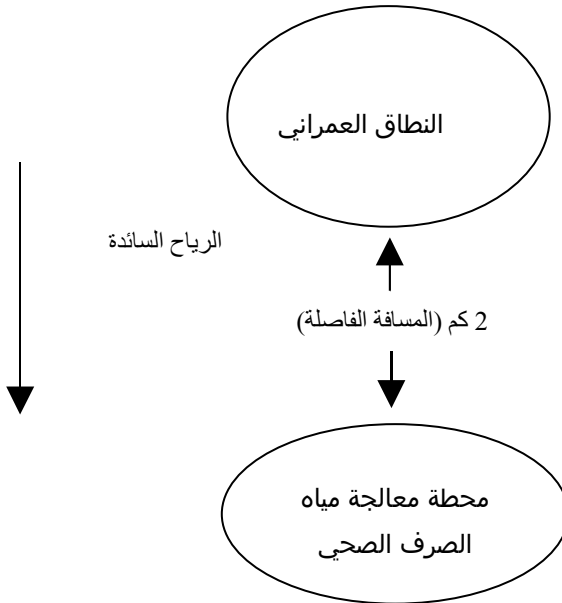 النطاق العمراني
الرياح السائدة
2 كم (المسافة الفاصلة)
محطة معالجة مياه
الصرف الصحي